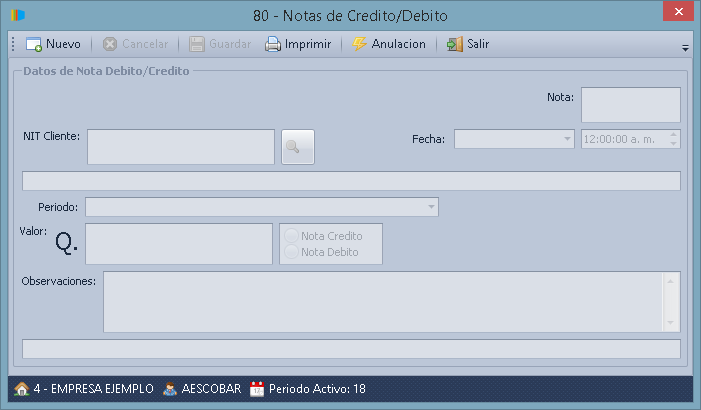 80 - Notas de Credito/Debito
Nuevo Cancelar Guardar Imprimir Anulacion Salir
Datos de Nota Debito/Credito
Nota:
NIT Cliente:
Fecha: 12:00:00 a. m.
Periodo:
Valor: Q.
Nota Credito
Nota Debito
Observaciones:
4 - EMPRESA EJEMPLO AESCOBAR Periodo Activo: 18